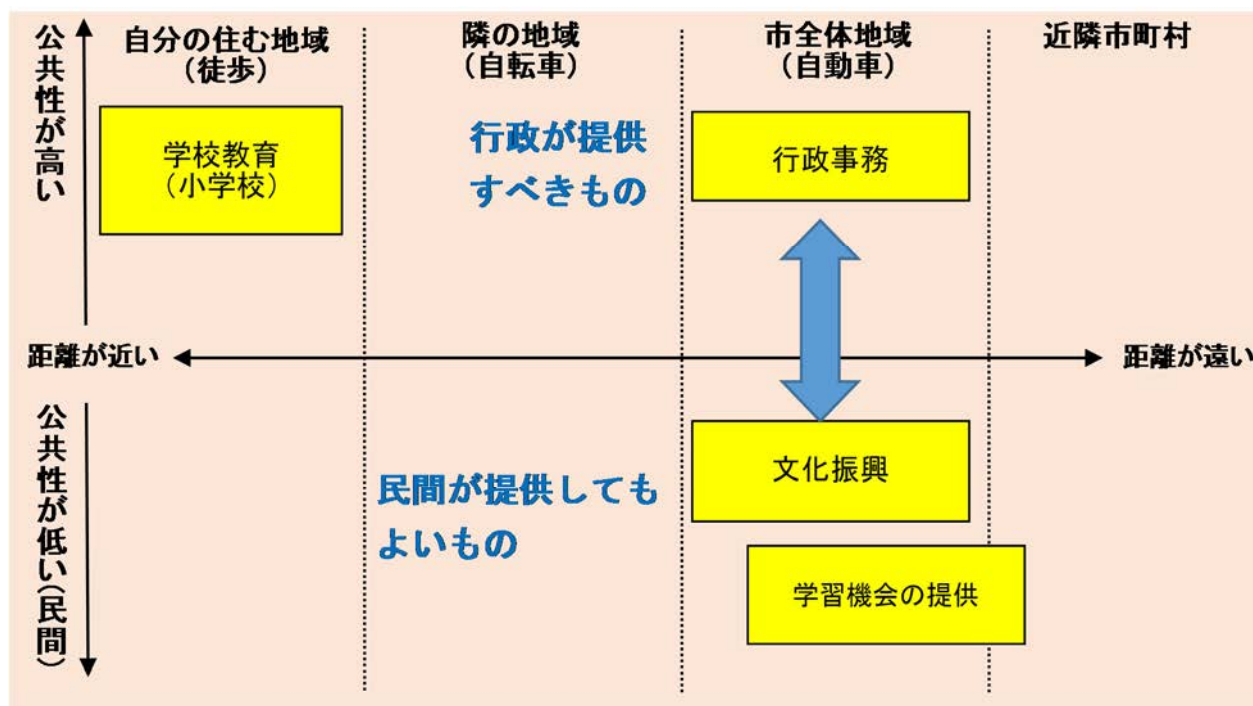 公共性が高い
自分の住む地域
（徒歩）
隣の地域
（自転車）
市全体地域
（自動車）
近隣市町村
学校教育
（小学校）
行政が提供
すべきもの
行政事務
距離が近い
距離が遠い
公共性が低い（民間）
民間が提供しても
よいもの
文化振興
学習機会の提供